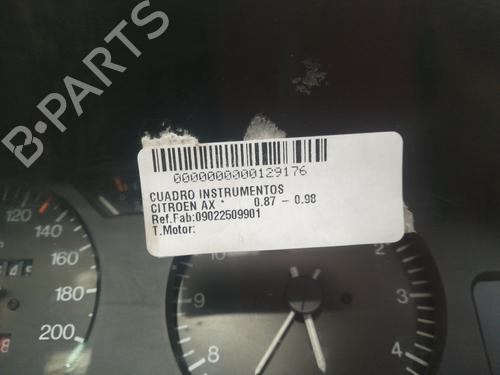 B-PARTS
0000000000129176
CUADRO INSTRUMENTOS
CITROEN AX * 0.87 - 0.98
Ref.Fab:09022509901
T.Motor:
120
140
160
180
200
10
9
8
2
3
4